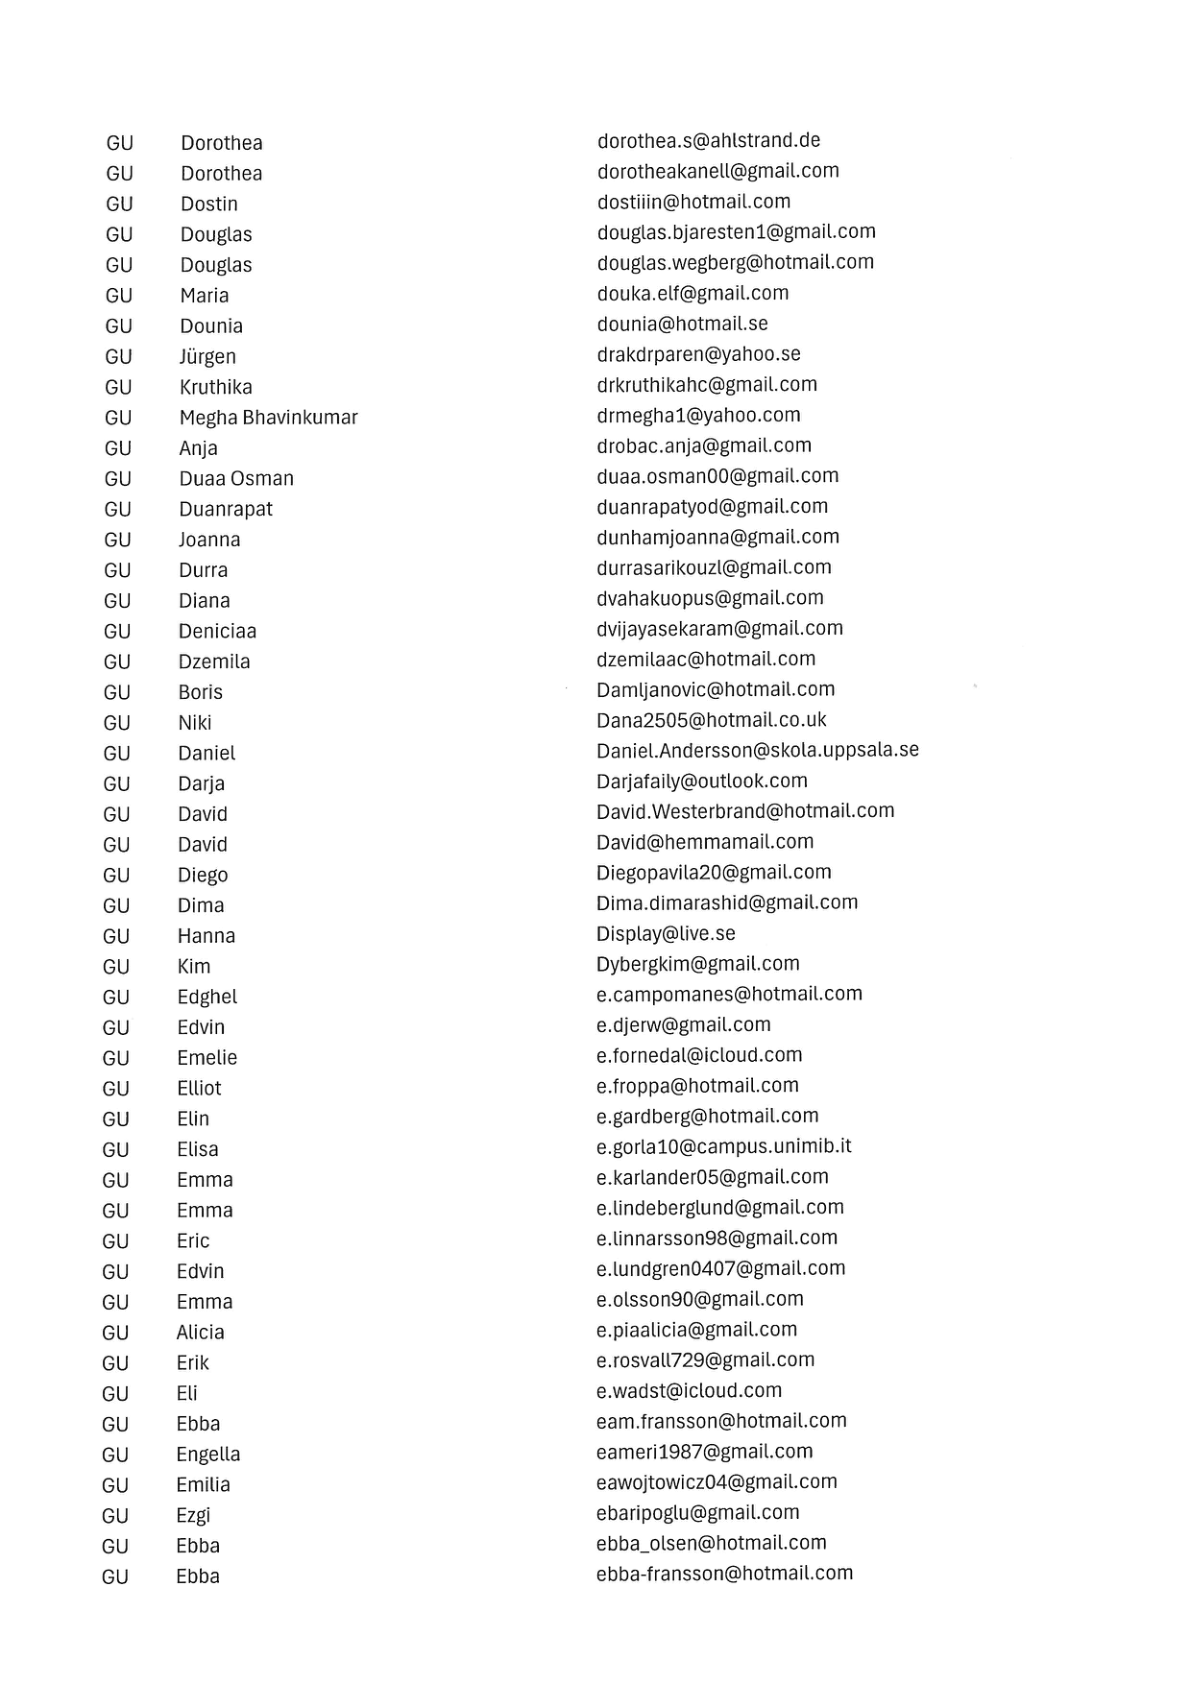 GU Dorothea dorothea.s@ahlstrand.de
GU Dorothea dorotheakanell@gmail.com
GU Dostin dostiiin@hotmail.com
GU Douglas douglas.bjaresten1@gmail.com
GU Douglas douglas.wegberg@hotmail.com
GU Maria douka.elf@gmail.com
GU Dounia dounia@hotmail.se
GU Jürgen drakdrparen@yahoo.se
GU Kruthika drkruthikahc@gmail.com
GU Megha Bhavinkumar drmegha1@yahoo.com
GU Anja drobac.anja@gmail.com
GU Duaa Osman duaa.osman00@gmail.com
GU Duanrapat duanrapatyod@gmail.com
GU Joanna dunhamjoanna@gmail.com
GU Durra durrasarikouzl@gmail.com
GU Diana dvahakuopus@gmail.com
GU Deniciaa dvijayasekaram@gmail.com
GU Dzemila dzemilaac@hotmail.com
GU Boris Damljanovic@hotmail.com
GU Niki Dana2505@hotmail.co.uk
GU Daniel Daniel.Andersson@skola.uppsala.se
GU Darja Darjafaily@outlook.com
GU David David.Westerbrand@hotmail.com
GU David David@hemmamail.com
GU Diego Diegopavila20@gmail.com
GU Dima Dima.dimarashid@gmail.com
GU Hanna Display@live.se
GU Kim Dybergkim@gmail.com
GU Edghel e.campomanes@hotmail.com
GU Edvin e.djerw@gmail.com
GU Emelie e.fornedal@icloud.com
GU Elliot e.froppa@hotmail.com
GU Elin e.gardberg@hotmail.com
GU Elisa e.gorla10@campus.unimib.it
GU Emma e.karlander05@gmail.com
GU Emma e.lindeberglund@gmail.com
GU Eric e.linnarsson98@gmail.com
GU Edvin e.lundgren0407@gmail.com
GU Emma e.olsson90@gmail.com
GU Alicia e.piaalicia@gmail.com
GU Erik e.rosvall729@gmail.com
GU Eli e.wadst@icloud.com
GU Ebba eam.fransson@hotmail.com
GU Engella eameri1987@gmail.com
GU Emilia eawojtowicz04@gmail.com
GU Ezgi ebaripoglu@gmail.com
GU Ebba ebba_olsen@hotmail.com
GU Ebba ebba-fransson@hotmail.com